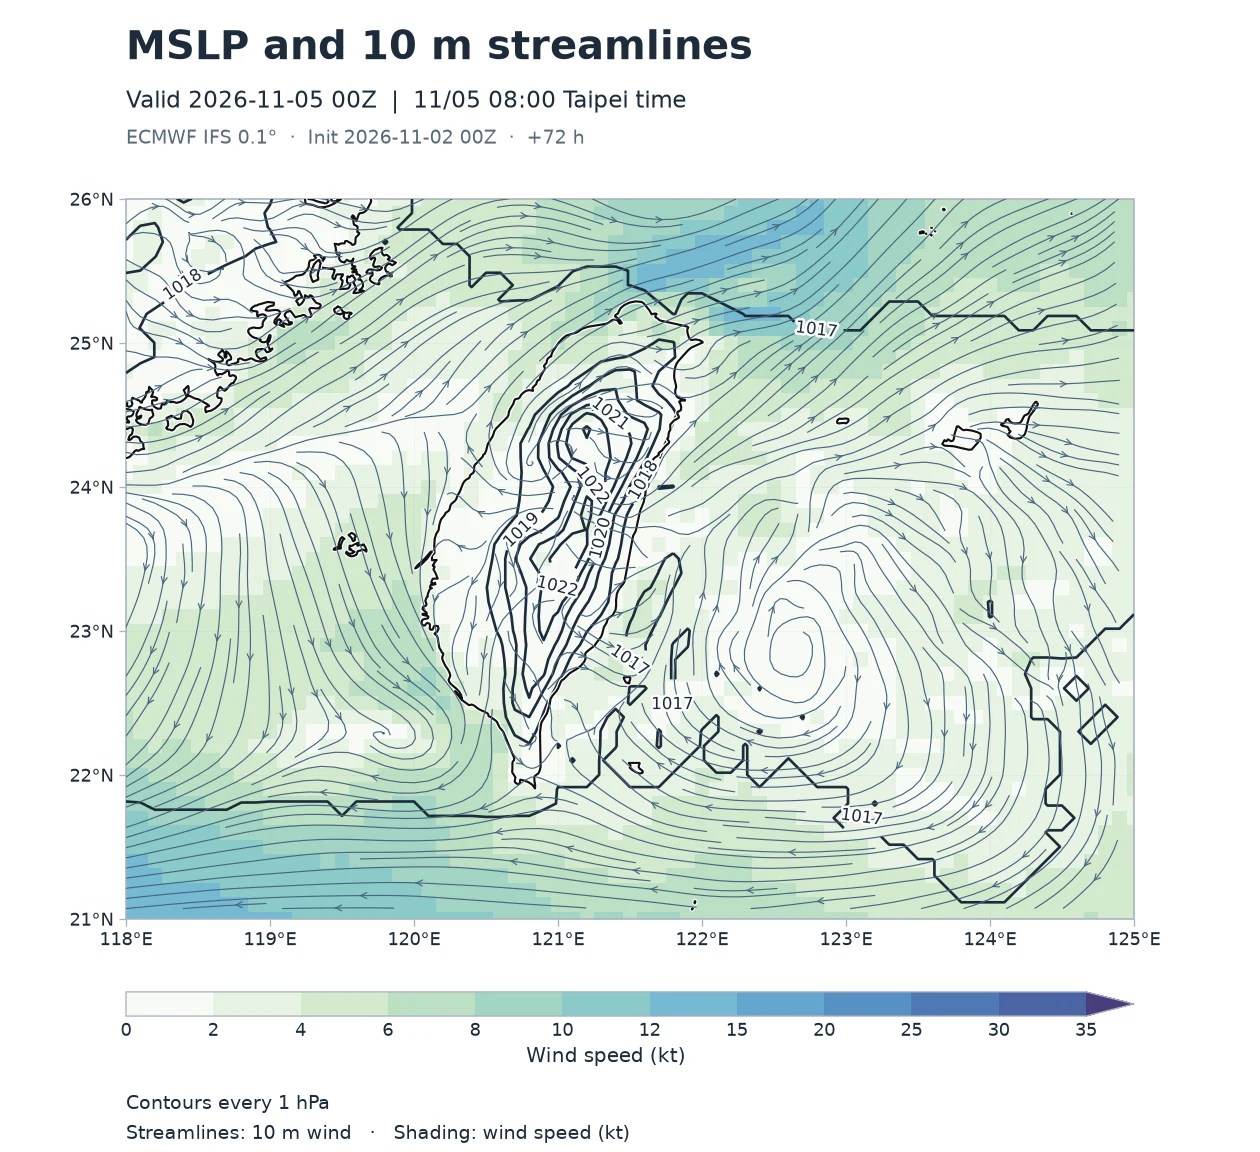 MSLP and 10 m streamlines
Valid 2026-11-05 00Z | 11/05 08:00 Taipei time
ECMWF IFS 0.1° · Init 2026-11-02 00Z · +72 h
26°N
25°N
24°N
23°N
22°N
21°N
1018
1017
1021
1022
1018
1019
1020
1022
1017
1017
1017
118°E 119°E 120°E 121°E 122°E 123°E 124°E 125°E
0 2 4 6 8 10 12 15 20 25 30 35
Wind speed (kt)
Contours every 1 hPa
Streamlines: 10 m wind · Shading: wind speed (kt)